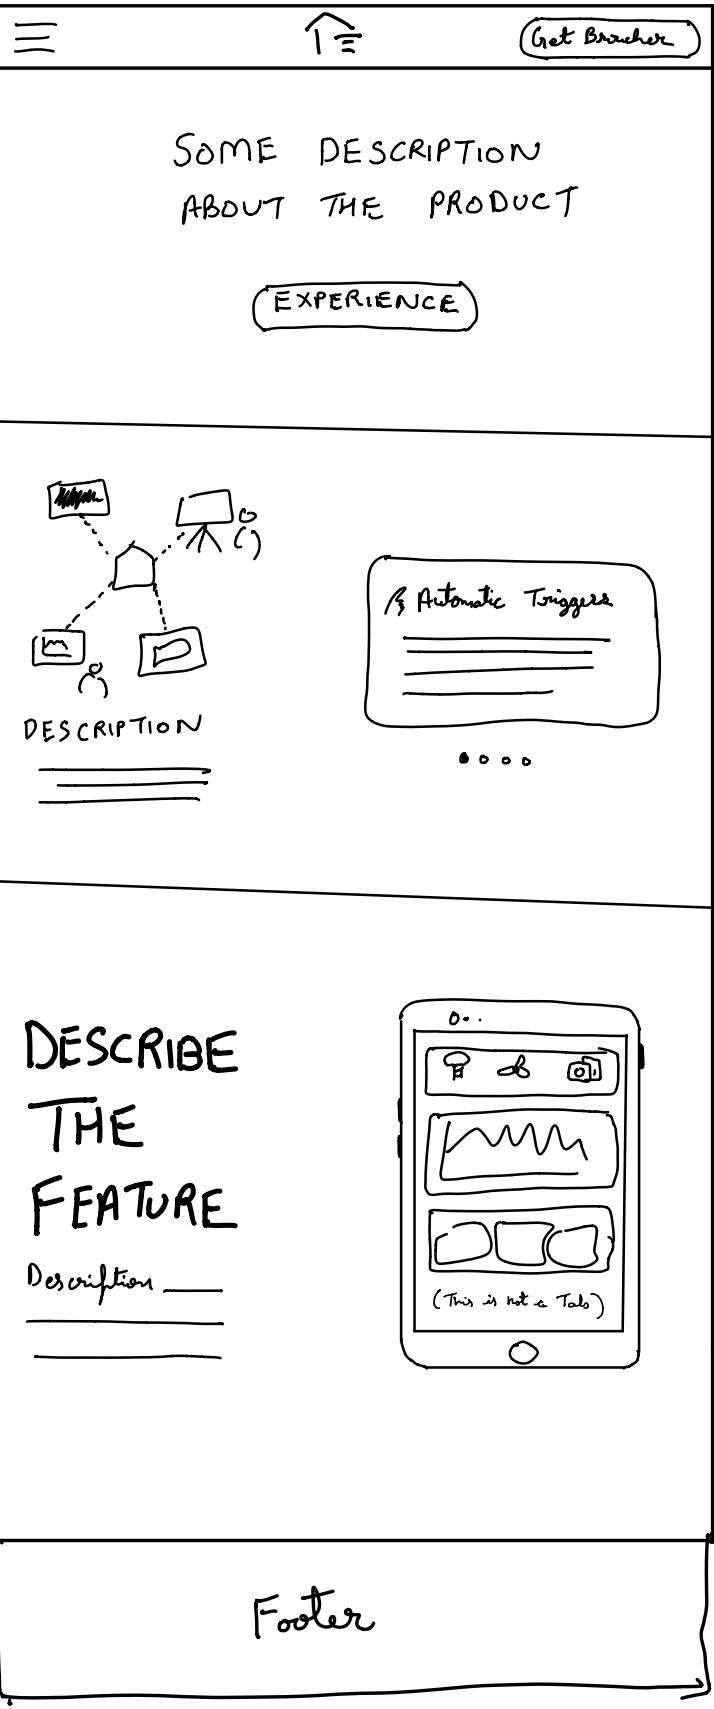 Get Broucher
SOME DESCRIPTION
ABOUT THE PRODUCT
EXPERIENCE
Automatic Triggers
DESCRIPTION
DESCRIBE
THE
FEATURE
Description
(This is not a Tab)
Footer